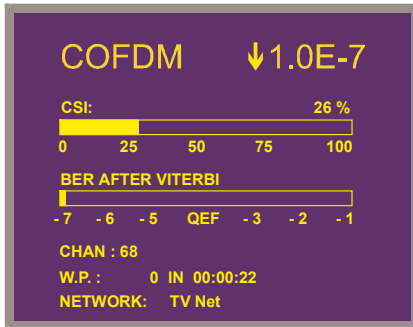 COFDM ↓1.0E-7
CSI: 26 %
0 25 50 75 100
BER AFTER VITERBI
- 7 - 6 - 5 QEF - 3 - 2 - 1
CHAN : 68
W.P. : 0 IN 00:00:22
NETWORK: TV Net